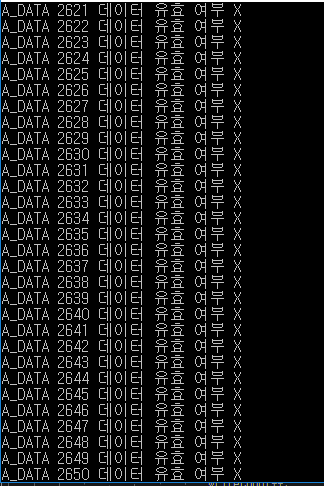 A_DATA 2621 데이터 유효 여부 X
A_DATA 2622 데이터 유효 여부 X
A_DATA 2623 데이터 유효 여부 X
A_DATA 2624 데이터 유효 여부 X
A_DATA 2625 데이터 유효 여부 X
A_DATA 2626 데이터 유효 여부 X
A_DATA 2627 데이터 유효 여부 X
A_DATA 2628 데이터 유효 여부 X
A_DATA 2629 데이터 유효 여부 X
A_DATA 2630 데이터 유효 여부 X
A_DATA 2631 데이터 유효 여부 X
A_DATA 2632 데이터 유효 여부 X
A_DATA 2633 데이터 유효 여부 X
A_DATA 2634 데이터 유효 여부 X
A_DATA 2635 데이터 유효 여부 X
A_DATA 2636 데이터 유효 여부 X
A_DATA 2637 데이터 유효 여부 X
A_DATA 2638 데이터 유효 여부 X
A_DATA 2639 데이터 유효 여부 X
A_DATA 2640 데이터 유효 여부 X
A_DATA 2641 데이터 유효 여부 X
A_DATA 2642 데이터 유효 여부 X
A_DATA 2643 데이터 유효 여부 X
A_DATA 2644 데이터 유효 여부 X
A_DATA 2645 데이터 유효 여부 X
A_DATA 2646 데이터 유효 여부 X
A_DATA 2647 데이터 유효 여부 X
A_DATA 2648 데이터 유효 여부 X
A_DATA 2649 데이터 유효 여부 X
A_DATA 2650 데이터 유효 여부 X